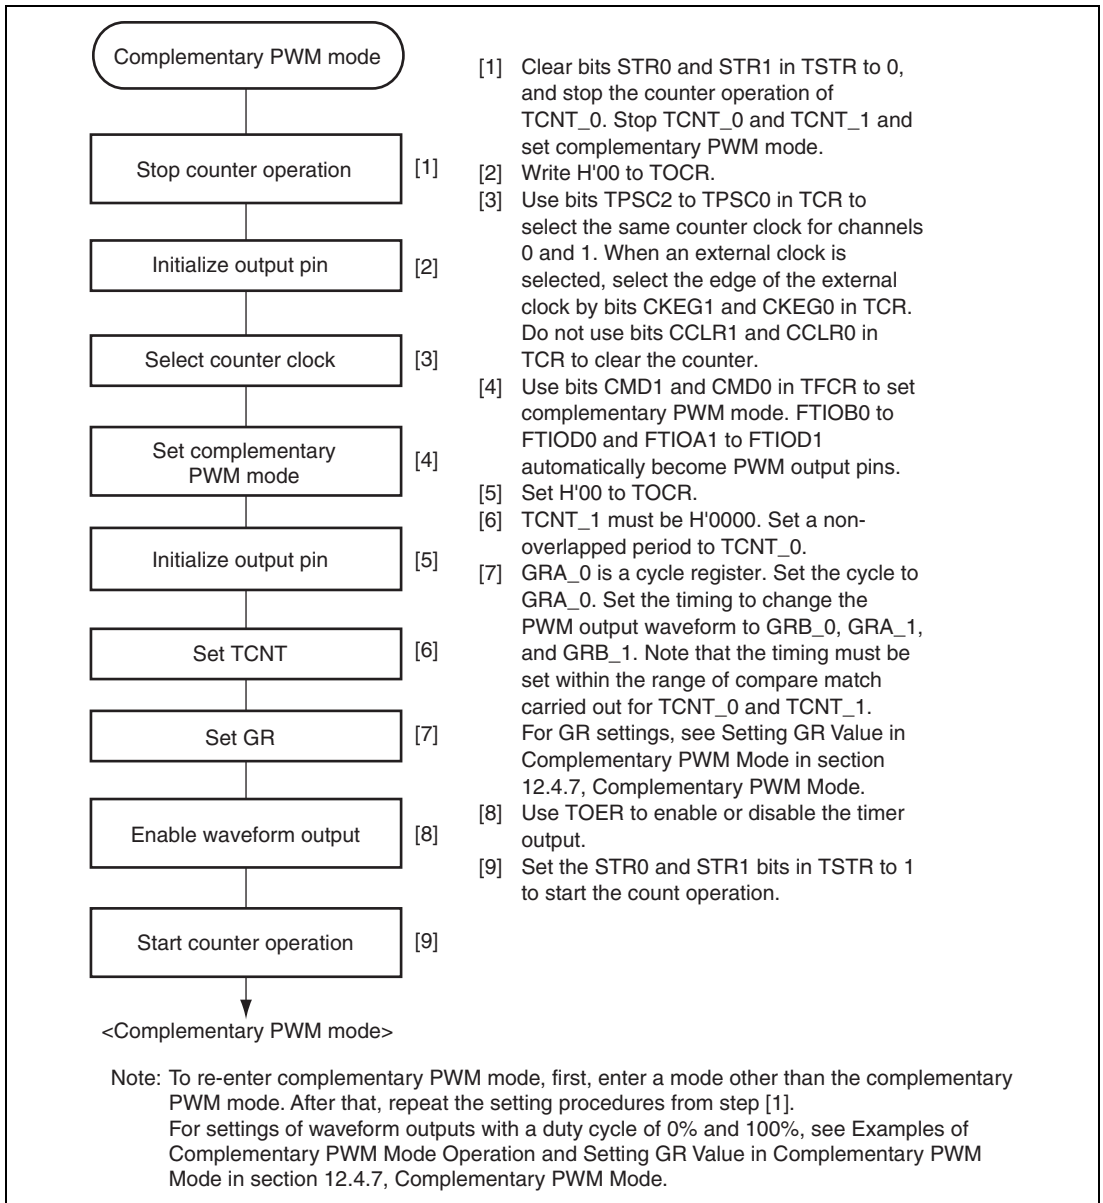 Complementary PWM mode
Stop counter operation
[1]
Initialize output pin
[2]
Select counter clock
[3]
Set complementary
PWM mode
[4]
Initialize output pin
[5]
Set TCNT
[6]
Set GR
[7]
Enable waveform output
[8]
Start counter operation
[9]
<Complementary PWM mode>
[1] Clear bits STR0 and STR1 in TSTR to 0,
and stop the counter operation of
TCNT_0. Stop TCNT_0 and TCNT_1 and
set complementary PWM mode.
[2] Write H'00 to TOCR.
[3] Use bits TPSC2 to TPSC0 in TCR to
select the same counter clock for channels
0 and 1. When an external clock is
selected, select the edge of the external
clock by bits CKEG1 and CKEG0 in TCR.
Do not use bits CCLR1 and CCLR0 in
TCR to clear the counter.
[4] Use bits CMD1 and CMD0 in TFCR to set
complementary PWM mode. FTIOB0 to
FTIOD0 and FTIOA1 to FTIOD1
automatically become PWM output pins.
[5] Set H'00 to TOCR.
[6] TCNT_1 must be H'0000. Set a non-
overlapped period to TCNT_0.
[7] GRA_0 is a cycle register. Set the cycle to
GRA_0. Set the timing to change the
PWM output waveform to GRB_0, GRA_1,
and GRB_1. Note that the timing must be
set within the range of compare match
carried out for TCNT_0 and TCNT_1.
For GR settings, see Setting GR Value in
Complementary PWM Mode in section
12.4.7, Complementary PWM Mode.
[8] Use TOER to enable or disable the timer
output.
[9] Set the STR0 and STR1 bits in TSTR to 1
to start the count operation.
Note: To re-enter complementary PWM mode, first, enter a mode other than the complementary
PWM mode. After that, repeat the setting procedures from step [1].
For settings of waveform outputs with a duty cycle of 0% and 100%, see Examples of
Complementary PWM Mode Operation and Setting GR Value in Complementary PWM
Mode in section 12.4.7, Complementary PWM Mode.